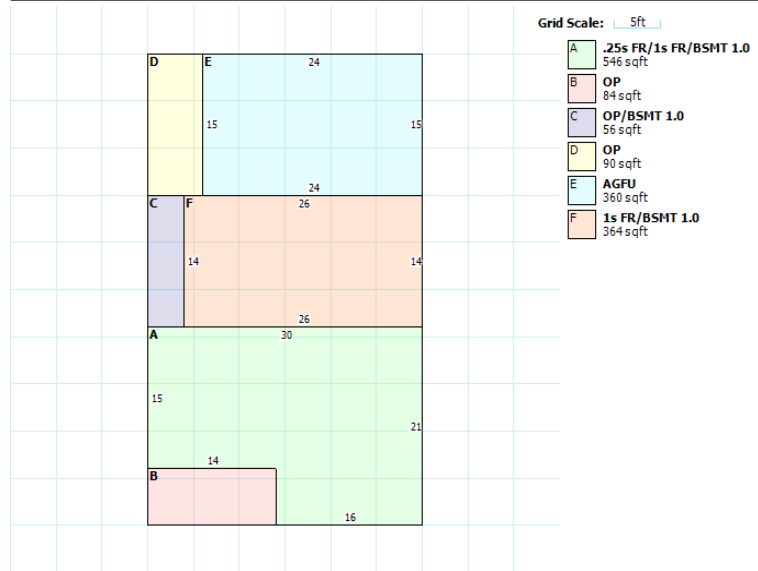 Grid Scale: 5ft
A .25s FR/1s FR/BSMT 1.0
546 sqft
B OP
84 sqft
C OP/BSMT 1.0
56 sqft
D OP
90 sqft
E AGFU
360 sqft
F 1s FR/BSMT 1.0
364 sqft
D E 24
15 15
24
C F 26
14 14
26
A 30
15
21
14
B
16